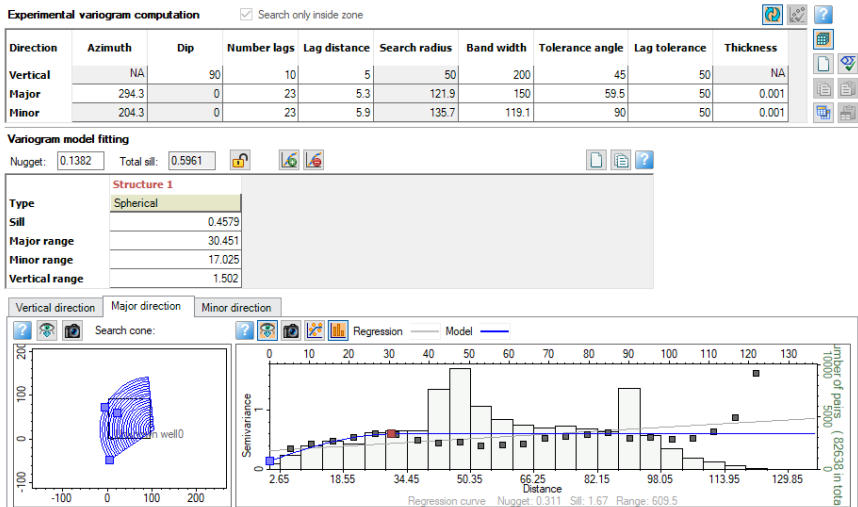 Experimental variogram computation
Search only inside zone
Direction Azimuth Dip Number lags Lag distance Search radius Band width Tolerance angle Lag tolerance Thickness
Vertical NA 90 10 5 50 200 45 50 NA
Major 294.3 0 23 5.3 121.9 150 59.5 50 0.001
Minor 204.3 0 23 5.9 135.7 119.1 90 50 0.001
Variogram model fitting
Nugget: 0.1382 Total sill: 0.5961
Structure 1
Type Spherical
Sill 0.4579
Major range 30.451
Minor range 17.025
Vertical range 1.502
Vertical direction Major direction Minor direction
Search cone:
Regression Model
200 100 0 -100
well0
-100 0 100 200
0 10 20 30 40 50 60 70 80 90 100 110 120 130
Semivariance
0 1
0 5000 10000
umber of pairs ( 82638 in tota
2.65 18.55 34.45 50.35 66.25 82.15 98.05 113.95 129.85
Distance
Regression curve Nugget: 0.311 Sill: 1.67 Range: 609.5